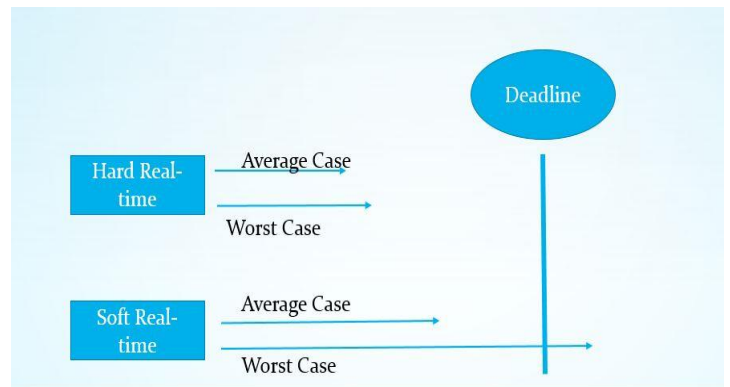 Deadline
Average Case
Hard Real-
time
Worst Case
Average Case
Soft Real-
time
Worst Case